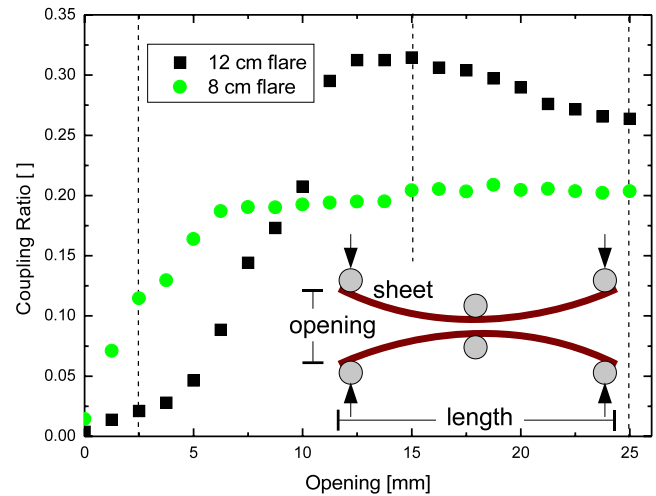 0.35
0.30
0.25
0.20
0.15
0.10
0.05
0.00
Coupling Ratio [ ]
12 cm flare
8 cm flare
sheet
opening
length
0 5 10 15 20 25
Opening [mm]